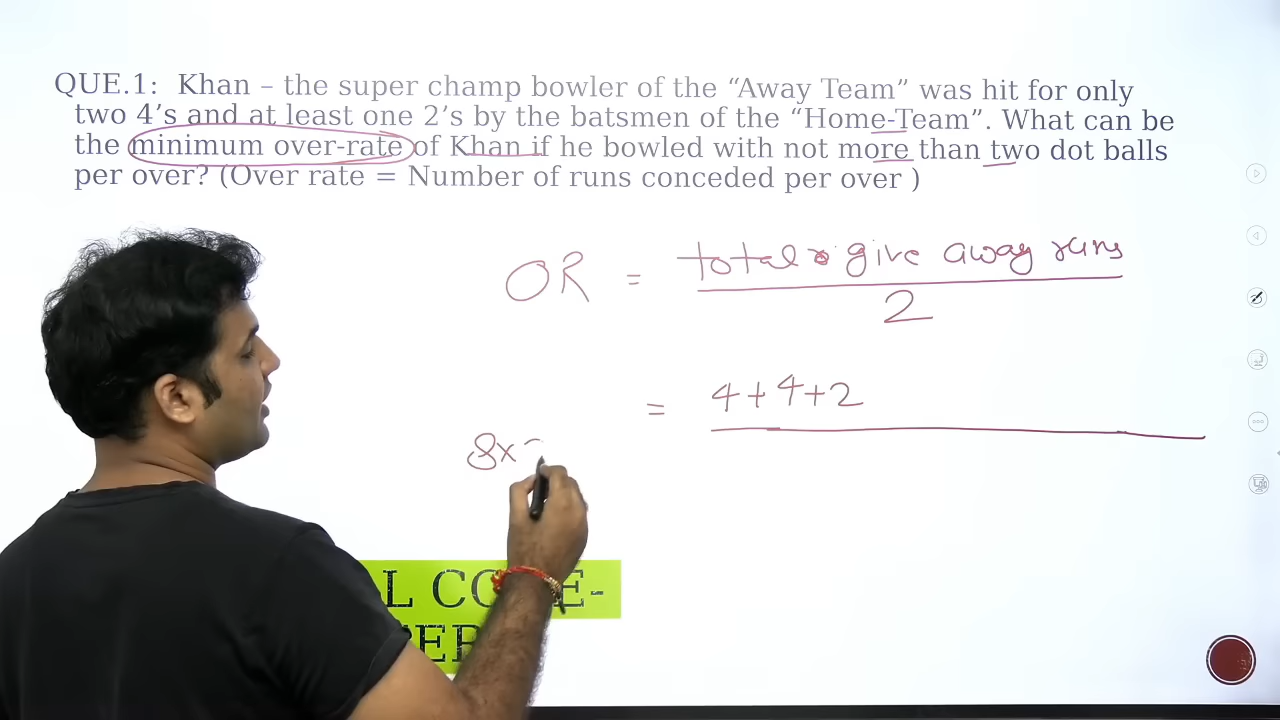 QUE.1: Khan – the super champ bowler of the “Away Team” was hit for only
two 4’s and at least one 2’s by the batsmen of the “Home-Team”. What can be
the minimum over-rate of Khan if he bowled with not more than two dot balls
per over? (Over rate = Number of runs conceded per over )
OR = total give away runs
2
= 4+4+2
8x
L CO E-